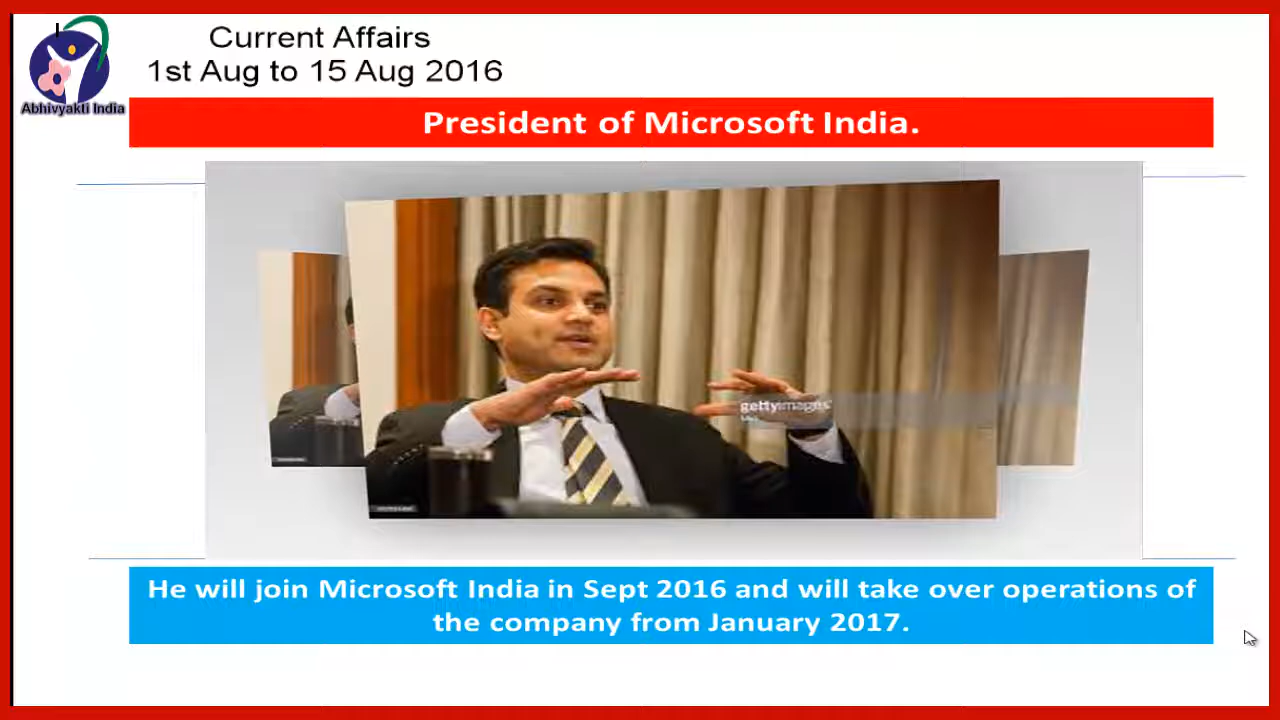 Current Affairs
1st Aug to 15 Aug 2016
Abhivyakti India
President of Microsoft India.
gettyimages
He will join Microsoft India in Sept 2016 and will take over operations of
the company from January 2017.